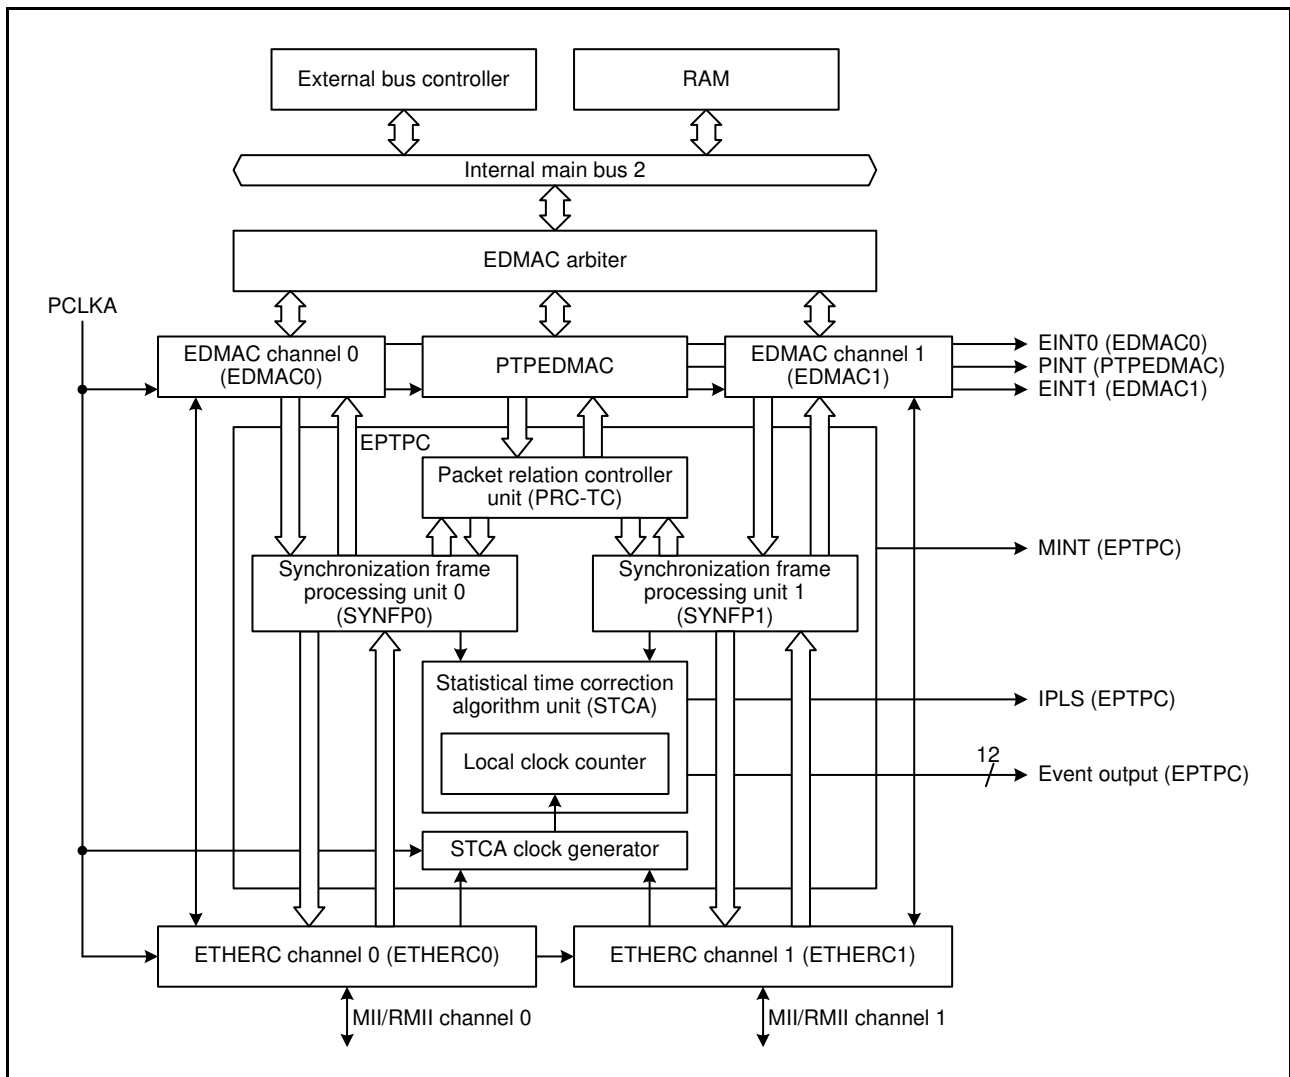 External bus controller
RAM
Internal main bus 2
EDMAC arbiter
PCLKA
EDMAC channel 0
(EDMAC0)
PTPEDMAC
EDMAC channel 1
(EDMAC1)
EINT0 (EDMAC0)
PINT (PTPEDMAC)
EINT1 (EDMAC1)
EPTPC
Packet relation controller
unit (PRC-TC)
Synchronization frame
processing unit 0
(SYNFP0)
Synchronization frame
processing unit 1
(SYNFP1)
MINT (EPTPC)
Statistical time correction
algorithm unit (STCA)
IPLS (EPTPC)
Local clock counter
12
Event output (EPTPC)
STCA clock generator
ETHERC channel 0 (ETHERC0)
ETHERC channel 1 (ETHERC1)
MII/RMII channel 0
MII/RMII channel 1